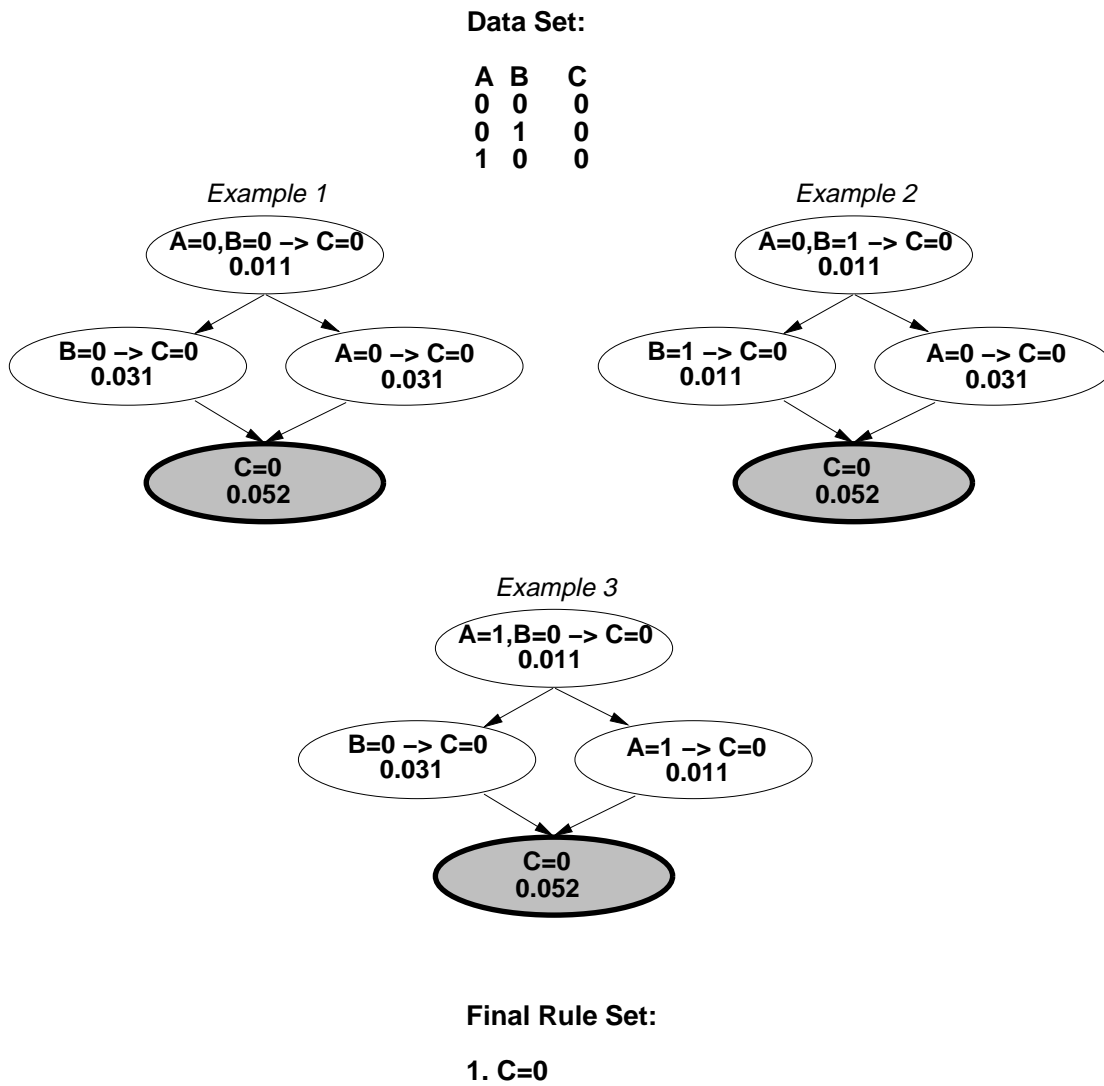 Data Set:
A B C
0 0 0
0 1 0
1 0 0
Example 1
A=0,B=0 −> C=0
0.011
B=0 −> C=0
0.031
A=0 −> C=0
0.031
C=0
0.052
Example 2
A=0,B=1 −> C=0
0.011
B=1 −> C=0
0.011
A=0 −> C=0
0.031
C=0
0.052
Example 3
A=1,B=0 −> C=0
0.011
B=0 −> C=0
0.031
A=1 −> C=0
0.011
C=0
0.052
Final Rule Set:
1. C=0